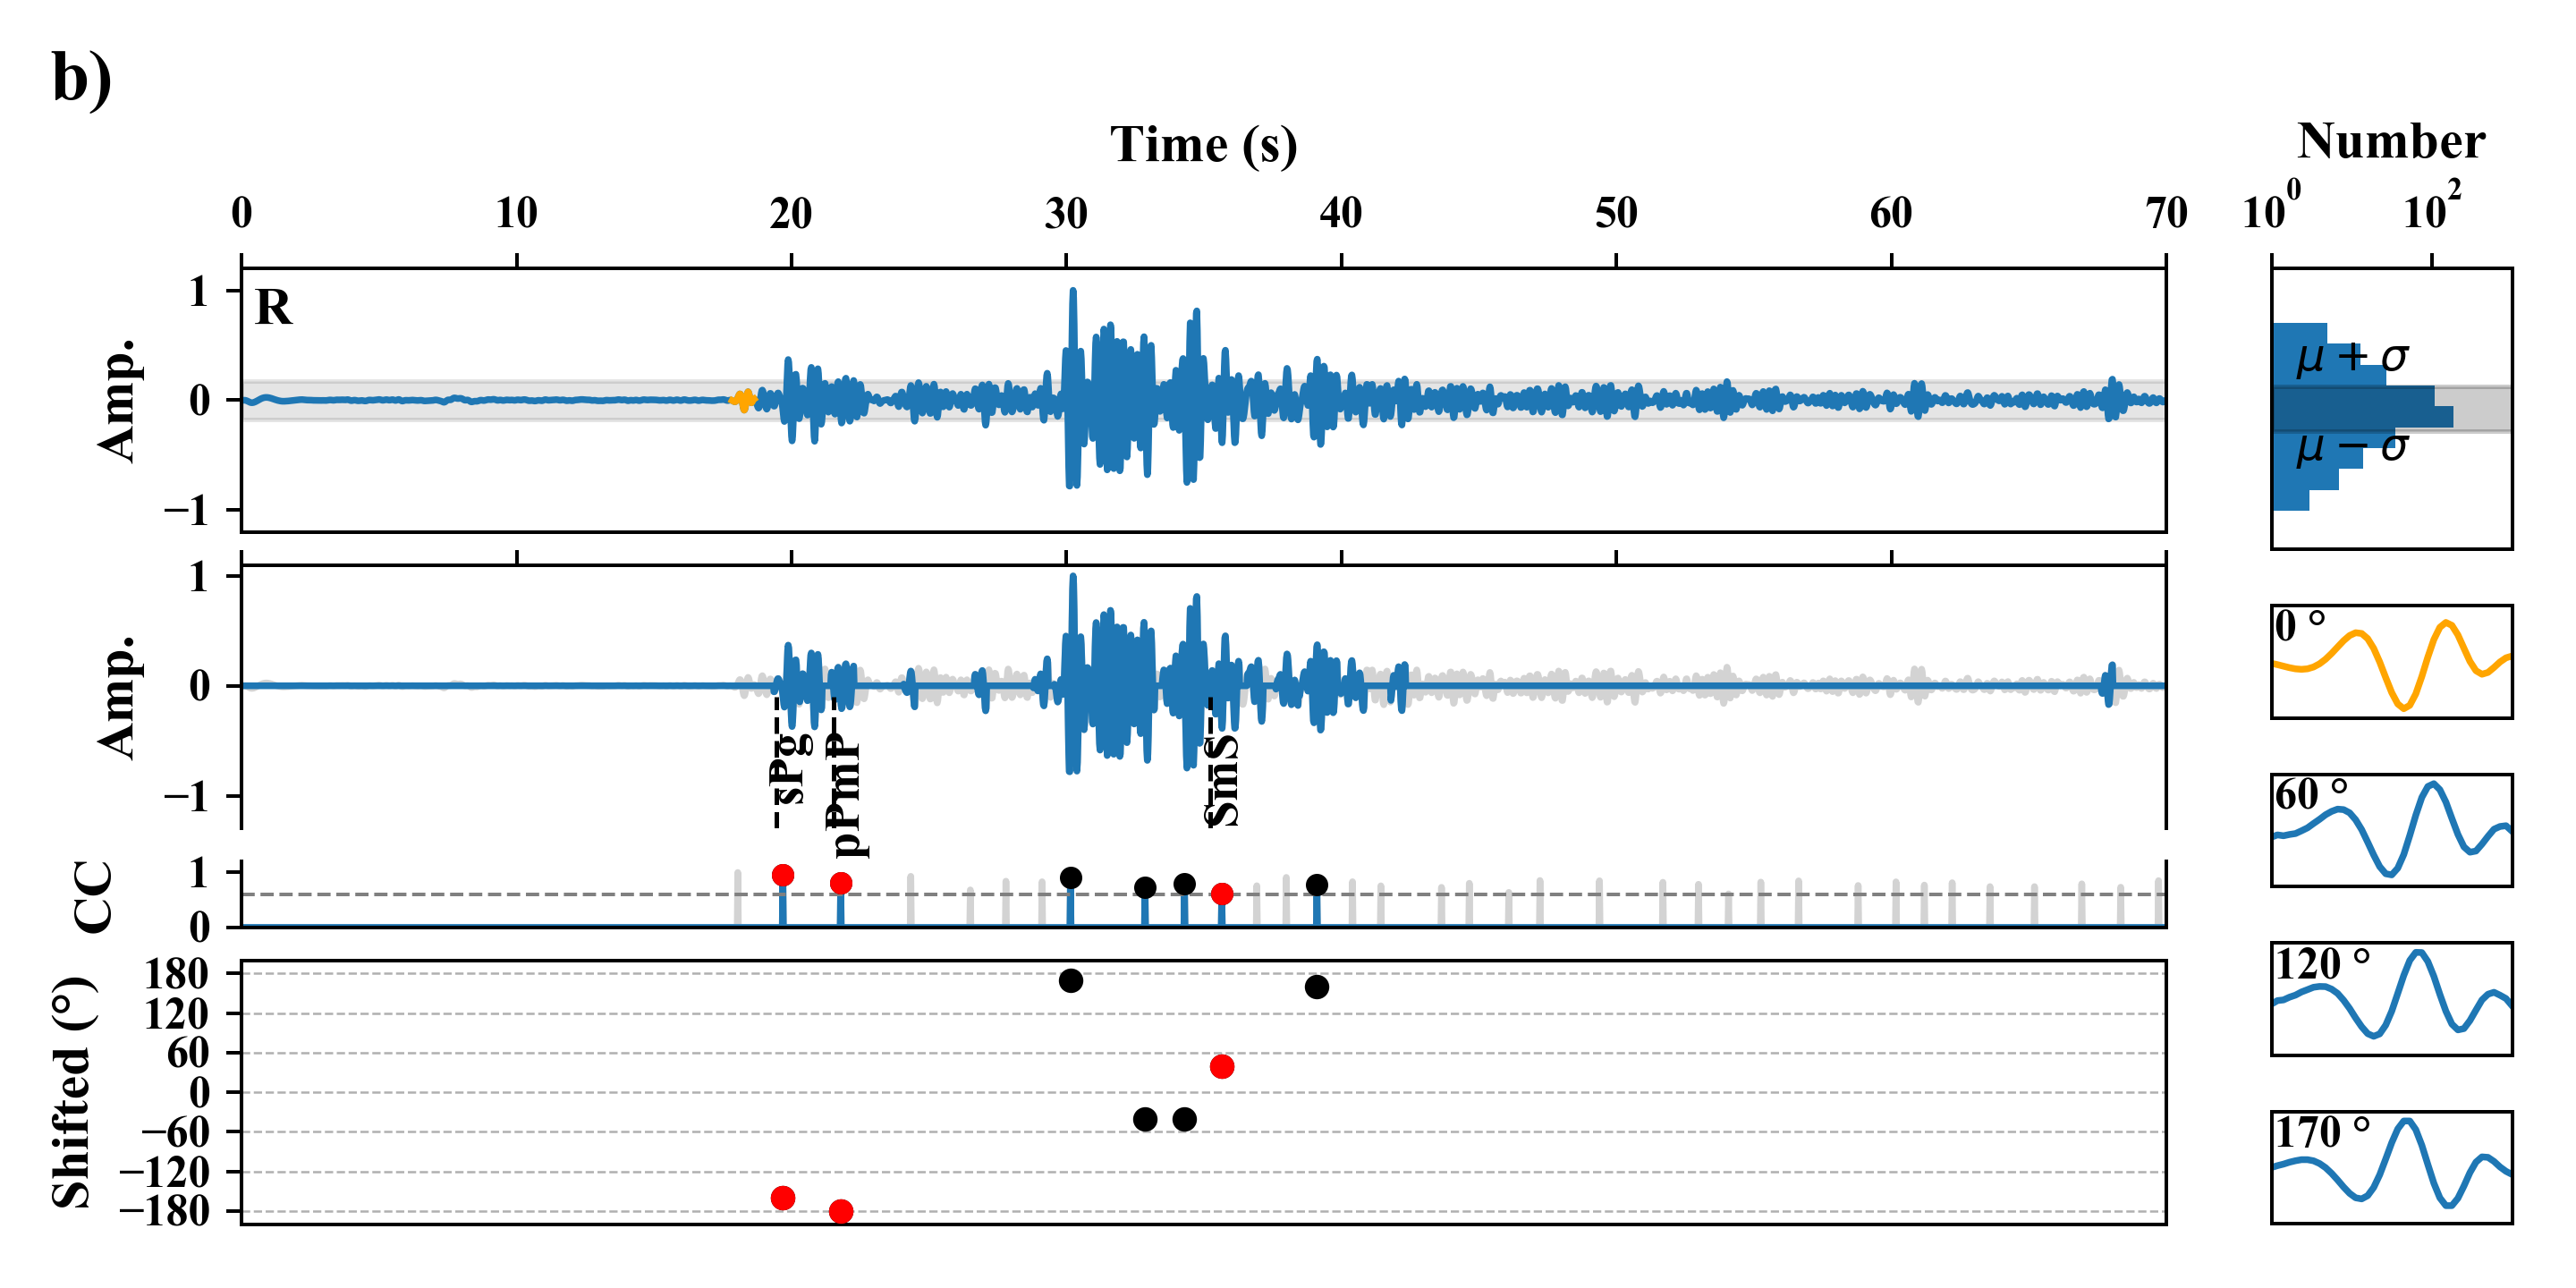 b)
Time (s)
Number
0 10 20 30 40 50 60 70
10^0 10^2
R
Amp.
1
0
−1
μ + σ
μ − σ
Amp.
1
0
−1
sPg
pPmP
SmS
0 °
60 °
CC
1
0
Shifted (°)
180
120
60
0
−60
−120
−180
120 °
170 °